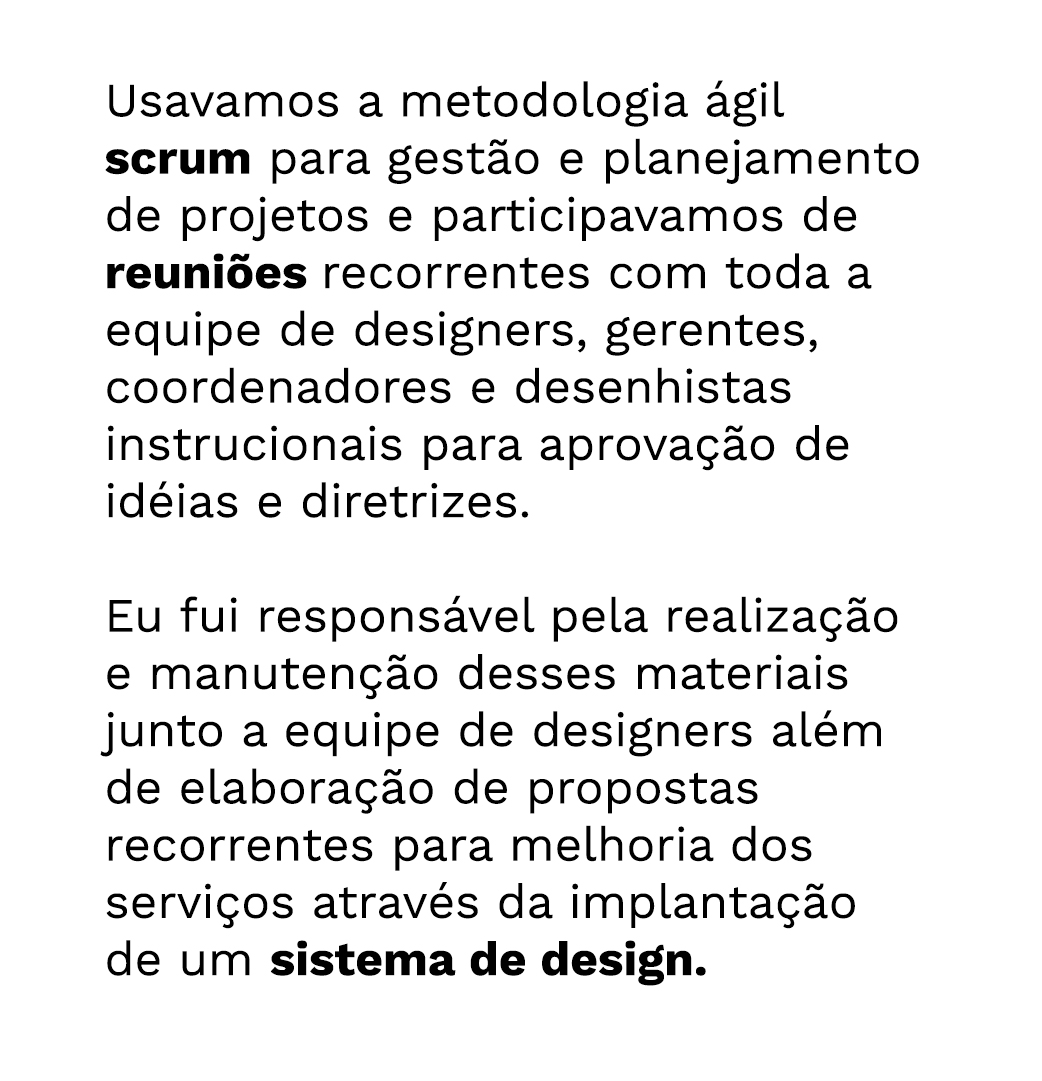 Usavamos a metodologia ágil
scrum para gestão e planejamento
de projetos e participavamos de
reuniões recorrentes com toda a
equipe de designers, gerentes,
coordenadores e desenhistas
instrucionais para aprovação de
idéias e diretrizes.

Eu fui responsável pela realização
e manutenção desses materiais
junto a equipe de designers além
de elaboração de propostas
recorrentes para melhoria dos
serviços através da implantação
de um sistema de design.